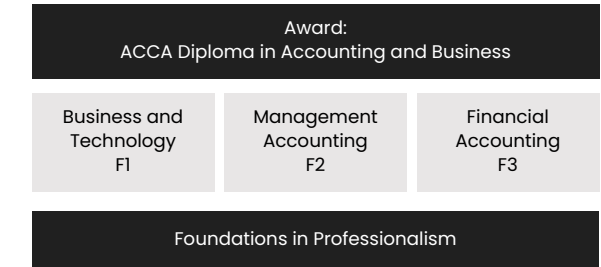 Award:
ACCA Diploma in Accounting and Business
Business and
Technology
F1
Management
Accounting
F2
Financial
Accounting
F3
Foundations in Professionalism